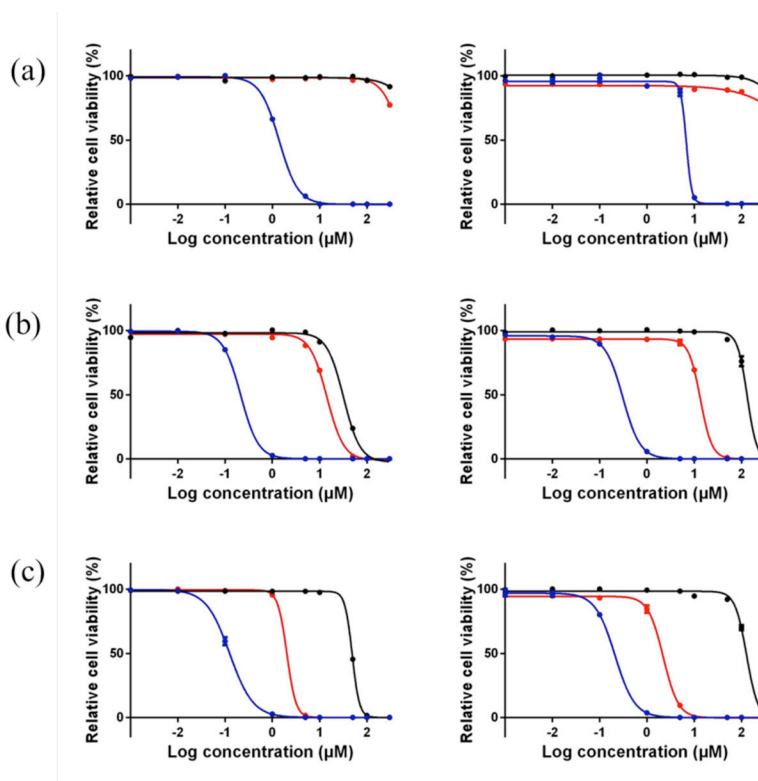 (a)
Relative cell viability (%)
100
50
0
-2 -1 0 1 2
Log concentration (µM)
Relative cell viability (%)
100
50
0
-2 -1 0 1 2
Log concentration (µM)
(b)
Relative cell viability (%)
100
50
0
-2 -1 0 1 2
Log concentration (µM)
Relative cell viability (%)
100
50
0
-2 -1 0 1 2
Log concentration (µM)
(c)
Relative cell viability (%)
100
50
0
-2 -1 0 1 2
Log concentration (µM)
Relative cell viability (%)
100
50
0
-2 -1 0 1 2
Log concentration (µM)